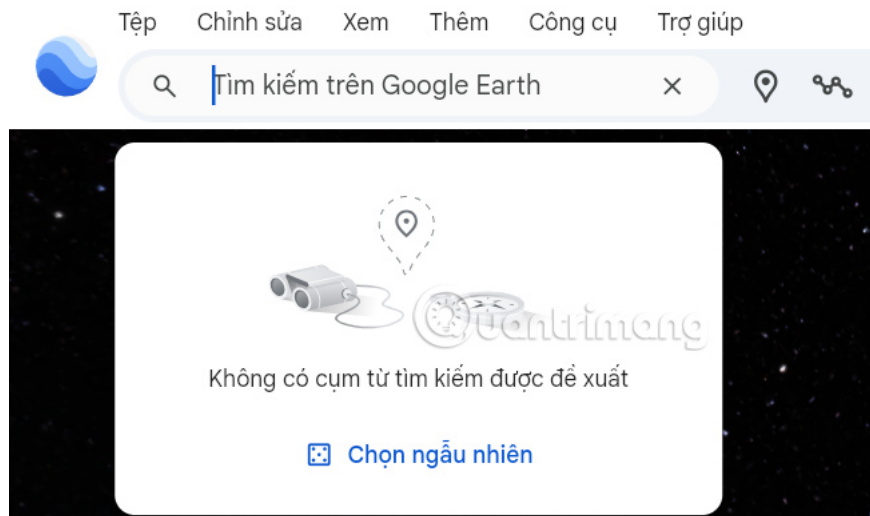 Tệp Chỉnh sửa Xem Thêm Công cụ Trợ giúp
Tìm kiếm trên Google Earth
Quantrimang
Không có cụm từ tìm kiếm được đề xuất
Chọn ngẫu nhiên